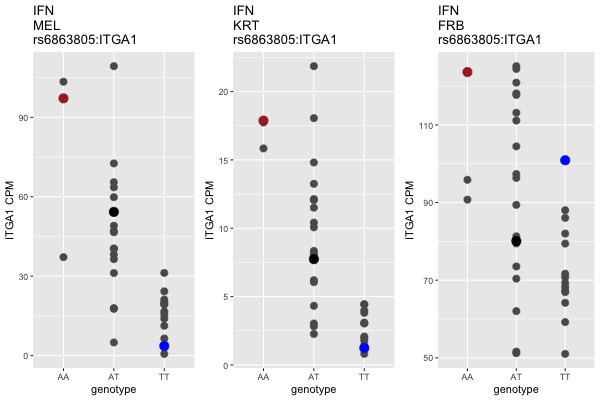 IFN
MEL
rs6863805:ITGA1
90
60
30
0
ITGA1 CPM
AA
AT
TT
genotype
IFN
KRT
rs6863805:ITGA1
20
15
10
5
0
ITGA1 CPM
AA
AT
TT
genotype
IFN
FRB
rs6863805:ITGA1
110
90
70
50
ITGA1 CPM
AA
AT
TT
genotype